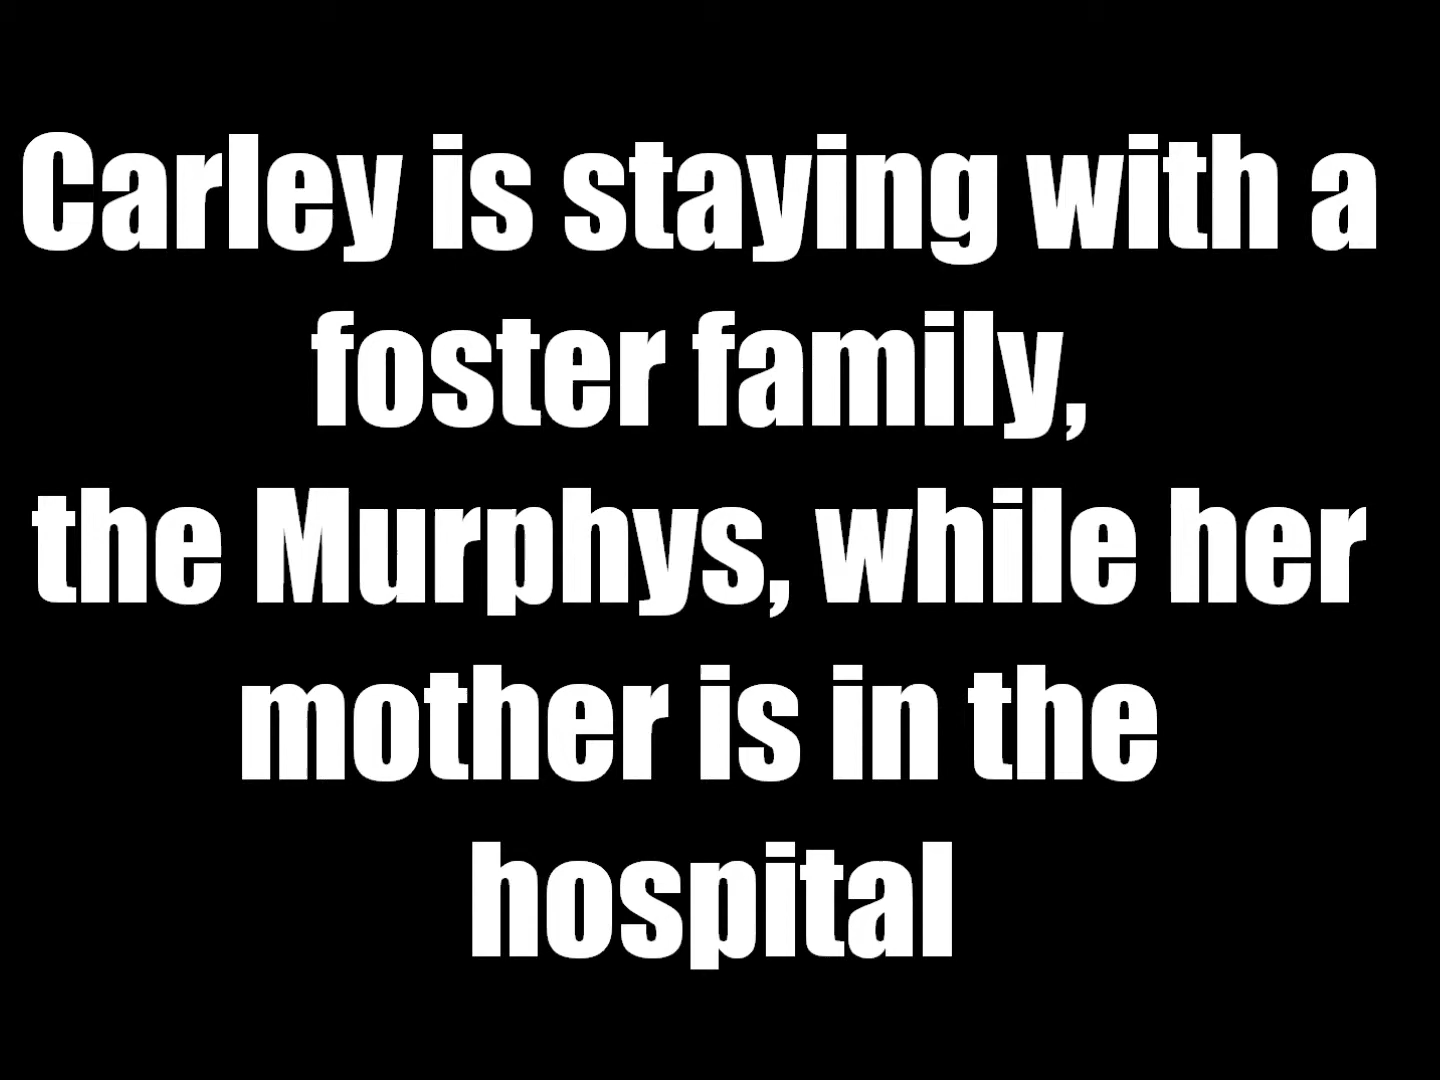 Carley is staying with a
foster family,
the Murphys, while her
mother is in the
hospital